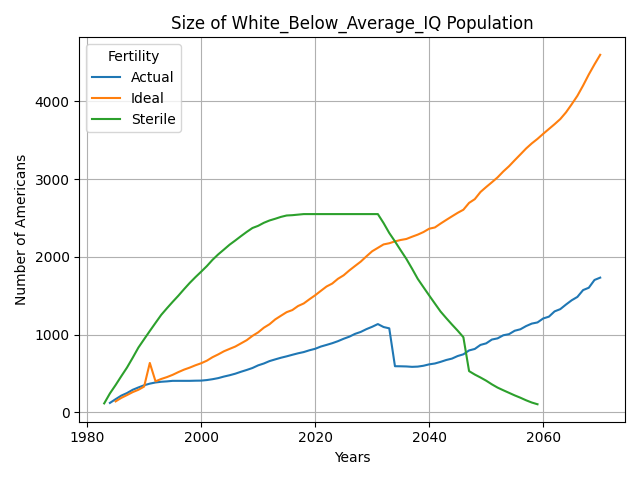 Size of White_Below_Average_IQ Population
Fertility
Actual
Ideal
Sterile
Number of Americans
4000
3000
2000
1000
0
1980
2000
2020
2040
2060
Years